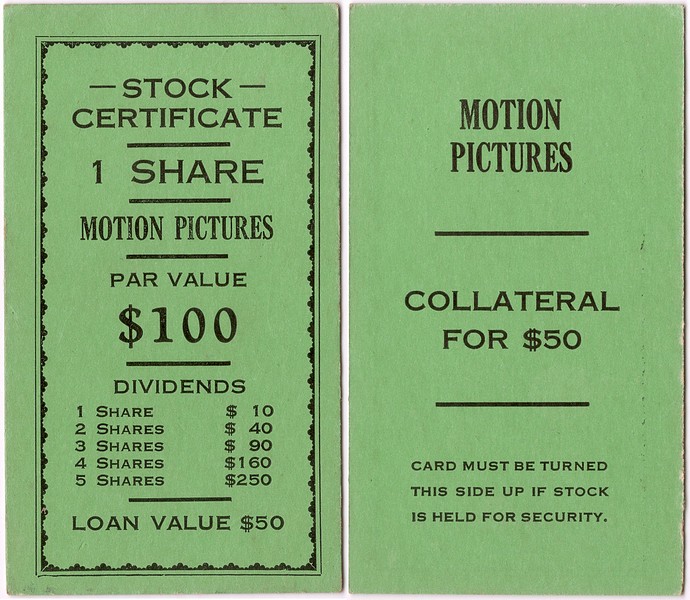 — STOCK —
CERTIFICATE
1 SHARE
MOTION PICTURES
PAR VALUE
$100
DIVIDENDS
1 SHARE $ 10
2 SHARES $ 40
3 SHARES $ 90
4 SHARES $160
5 SHARES $250
LOAN VALUE $50
MOTION
PICTURES
COLLATERAL
FOR $50
CARD MUST BE TURNED
THIS SIDE UP IF STOCK
IS HELD FOR SECURITY.